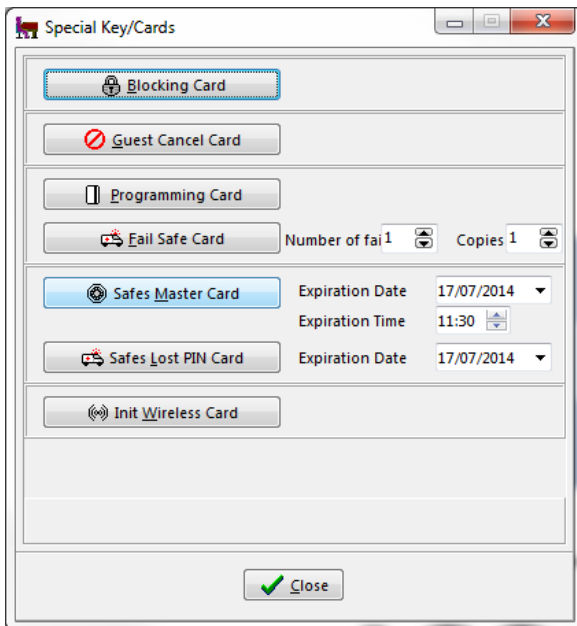 Special Key/Cards
Blocking Card
Guest Cancel Card
Programming Card
Fail Safe Card Number of fai 1 Copies 1
Safes Master Card Expiration Date 17/07/2014
Expiration Time 11:30
Safes Lost PIN Card Expiration Date 17/07/2014
Init Wireless Card
Close